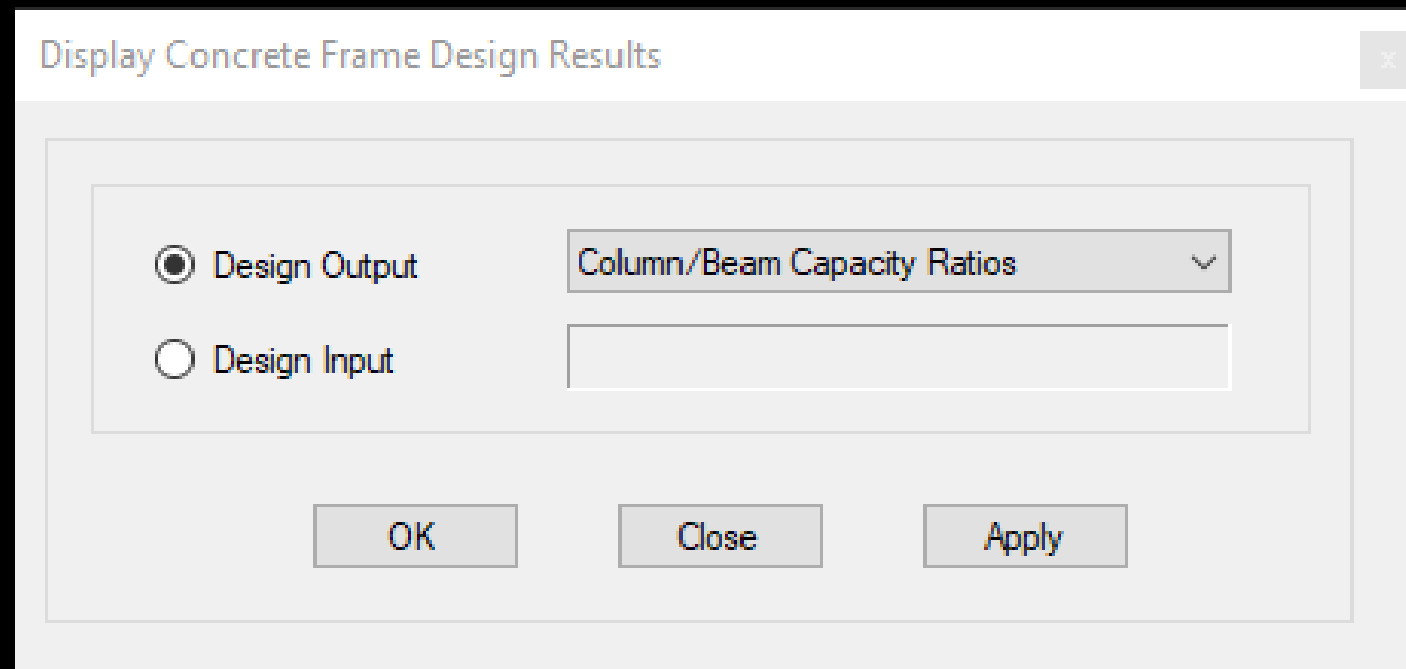 Display Concrete Frame Design Results
x
Design Output Column/Beam Capacity Ratios
Design Input
OK Close Apply